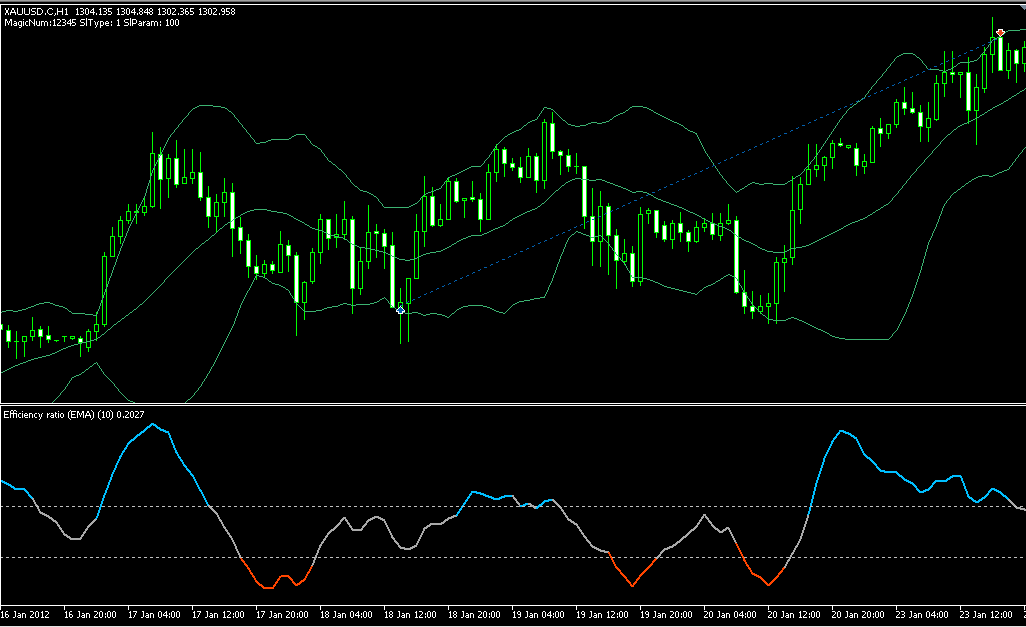 XAUUSD.C,H1 1304.135 1304.848 1302.365 1302.958
MagicNum:12345 SlType: 1 SlParam: 100
Efficiency ratio (EMA) (10) 0.2027
16 Jan 2012 16 Jan 20:00 17 Jan 04:00 17 Jan 12:00 17 Jan 20:00 18 Jan 04:00 18 Jan 12:00 18 Jan 20:00 19 Jan 04:00 19 Jan 12:00 19 Jan 20:00 20 Jan 04:00 20 Jan 12:00 20 Jan 20:00 23 Jan 04:00 23 Jan 12:00